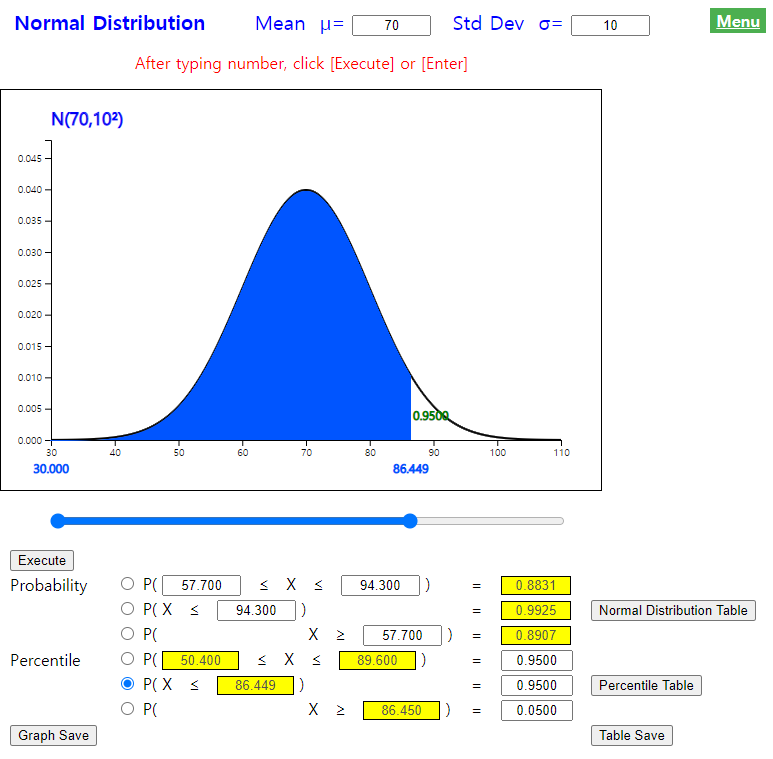 Normal Distribution Mean μ= 70 Std Dev σ= 10 Menu
After typing number, click [Execute] or [Enter]
N(70,10²)
0.045
0.040
0.035
0.030
0.025
0.020
0.015
0.010
0.005
0.9500
0.000
30 40 50 60 70 80 90 100 110
30.000 86.449
Execute
Probability P( 57.700 ≤ X ≤ 94.300 ) = 0.8831
P( X ≤ 94.300 ) = 0.9925 Normal Distribution Table
P( X ≥ 57.700 ) = 0.8907
Percentile P( 50.400 ≤ X ≤ 89.600 ) = 0.9500
P( X ≤ 86.449 ) = 0.9500 Percentile Table
P( X ≥ 86.450 ) = 0.0500
Graph Save Table Save